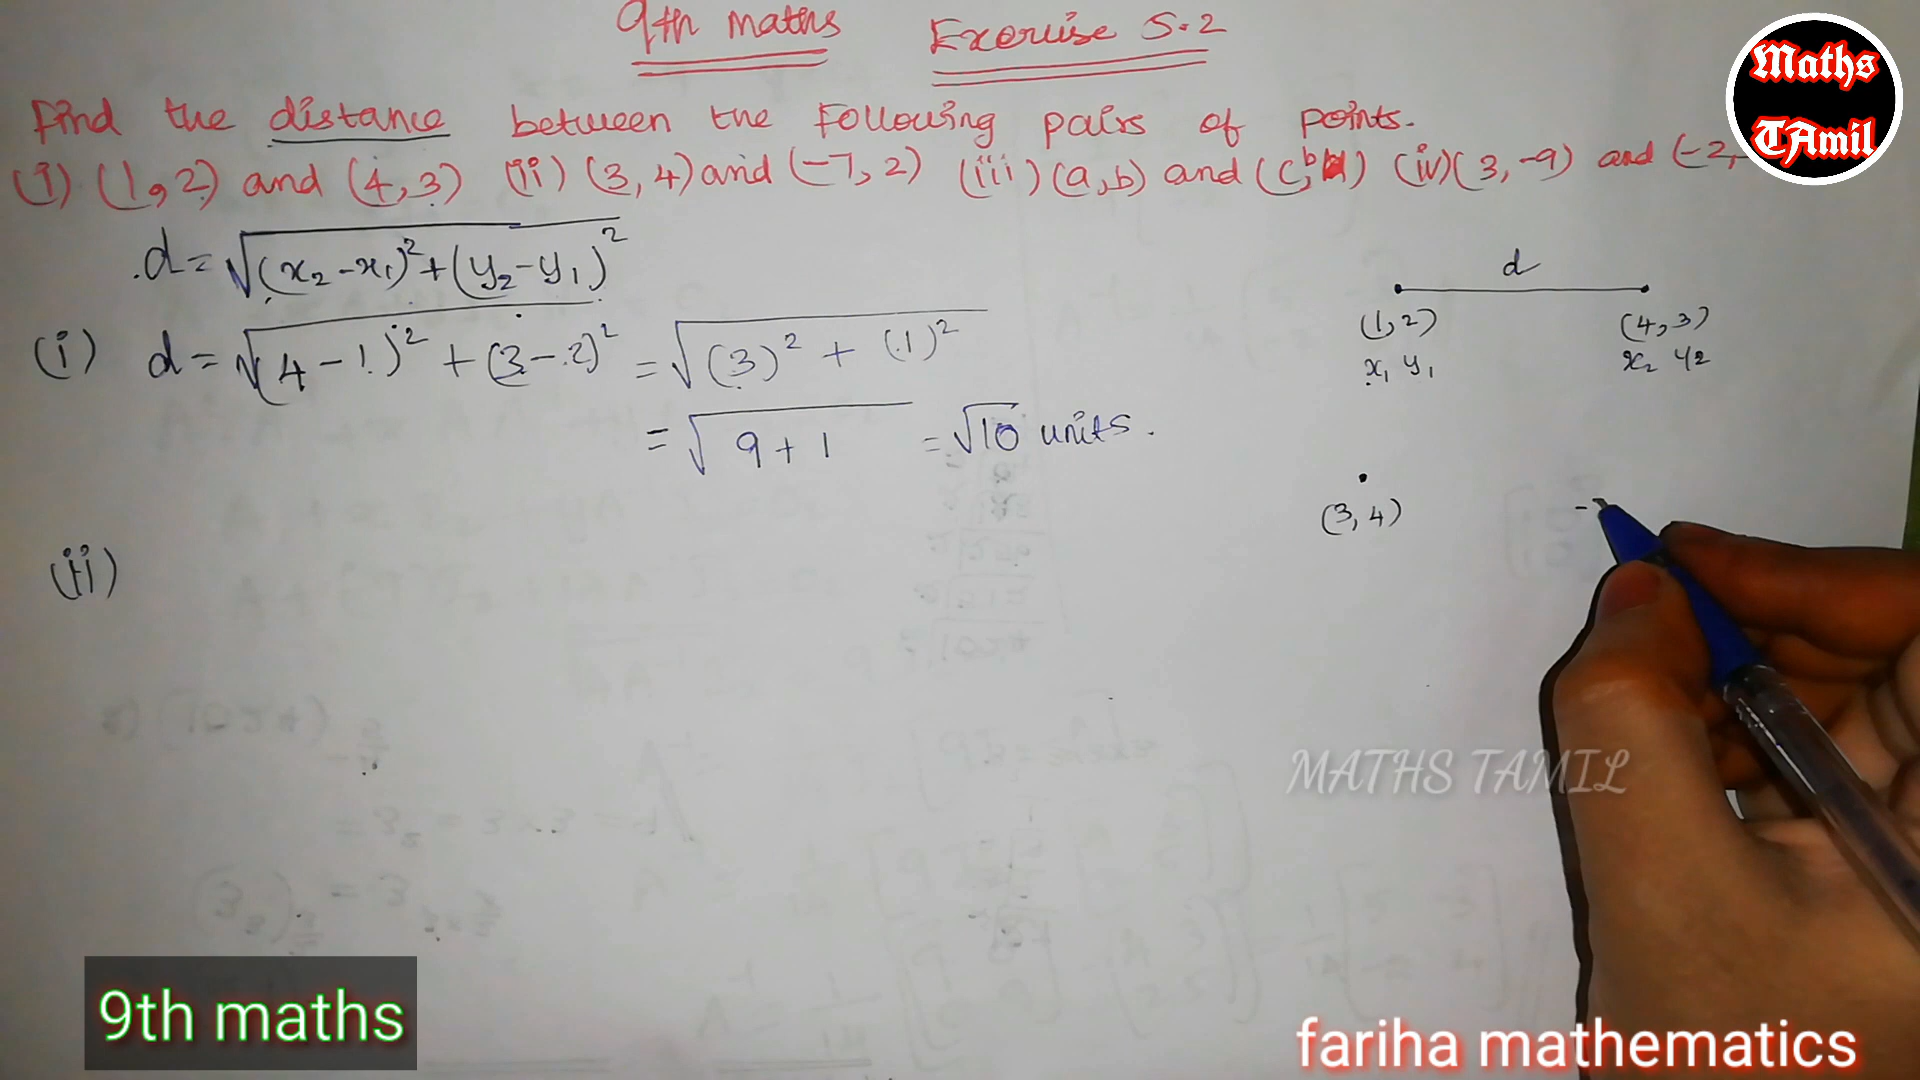 9th maths Exercise 5.2
Maths
TAmil
Find the distance between the following pairs of points.
(i) (1,2) and (4,3) (ii) (3,4) and (-7,2) (iii) (a,b) and (c,b) (iv) (3,-9) and (-2,
d = √(x₂-x₁)²+(y₂-y₁)²
d
(i) d = √(4-1)² + (3-2)² = √(3)² + (1)²
(1,2) (4,3)
x₁ y₁ x₂ y₂
= √9+1 = √10 units.
(3,4) -7
(ii)
MATHS TAMIL
9th maths
fariha mathematics